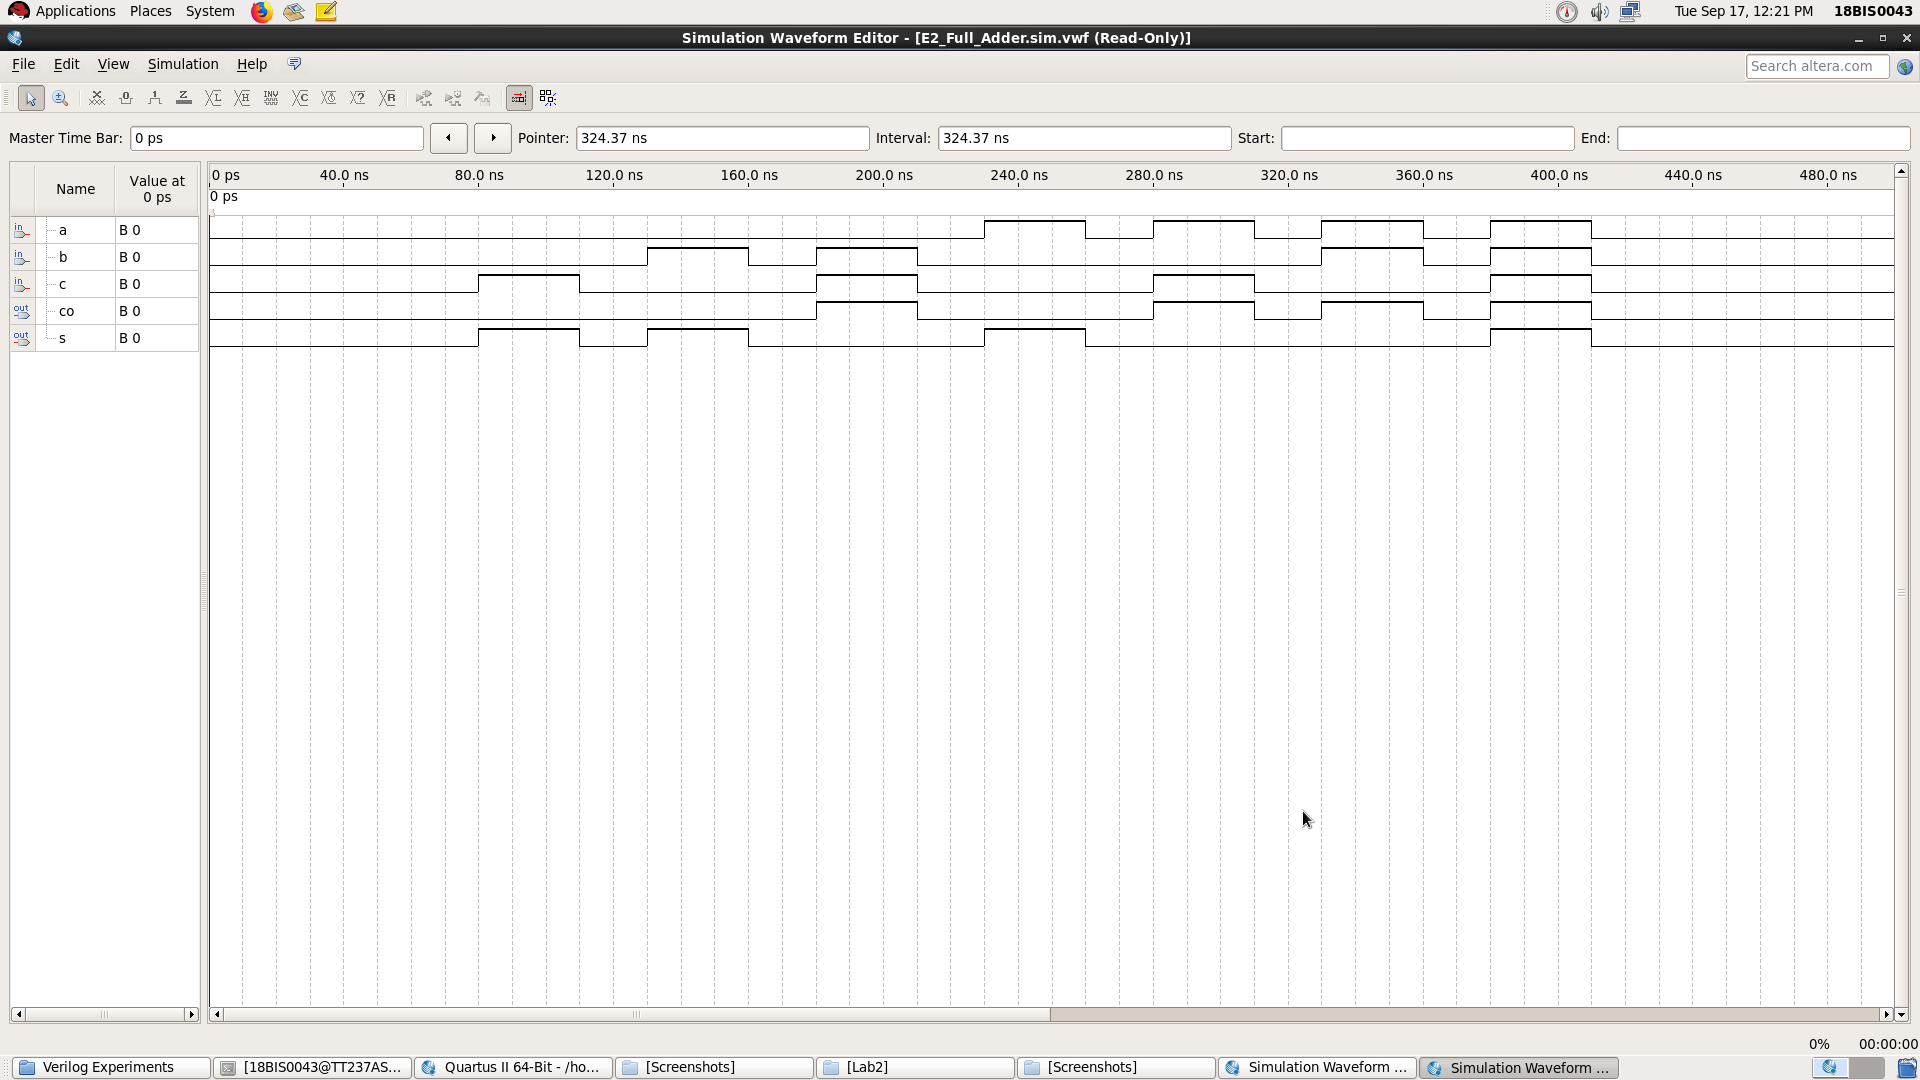 Applications Places System Tue Sep 17, 12:21 PM 18BIS0043
Simulation Waveform Editor - [E2_Full_Adder.sim.vwf (Read-Only)]
File Edit View Simulation Help Search altera.com
Master Time Bar: 0 ps Pointer: 324.37 ns Interval: 324.37 ns Start: End:
Name Value at 0 ps
0 ps 40.0 ns 80.0 ns 120.0 ns 160.0 ns 200.0 ns 240.0 ns 280.0 ns 320.0 ns 360.0 ns 400.0 ns 440.0 ns 480.0 ns
0 ps
in a B 0
in b B 0
in c B 0
out co B 0
out s B 0
0% 00:00:00
Verilog Experiments [18BIS0043@TT237AS... Quartus II 64-Bit - /ho... [Screenshots] [Lab2] [Screenshots] Simulation Waveform ... Simulation Waveform ...